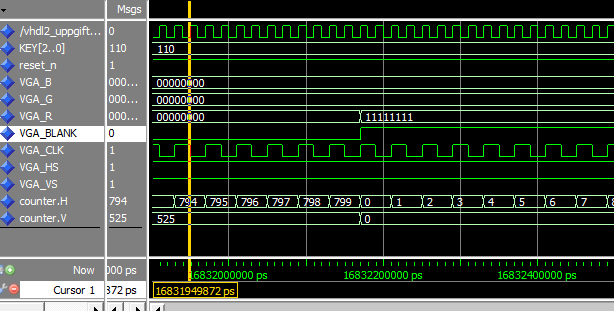 Msgs
/vhdl2_uppgift... 0
KEY[2..0] 110 110
reset_n 1
VGA_B 000... 00000000
VGA_G 000... 00000000
VGA_R 000... 00000000 11111111
VGA_BLANK 0
VGA_CLK 1
VGA_HS 1
VGA_VS 1
counter.H 794 794 795 796 797 798 799 0 1 2 3 4 5 6 7
counter.V 525 525 0
Now 000 ps 16832000000 ps 16832200000 ps 16832400000 ps
Cursor 1 372 ps 16831949872 ps